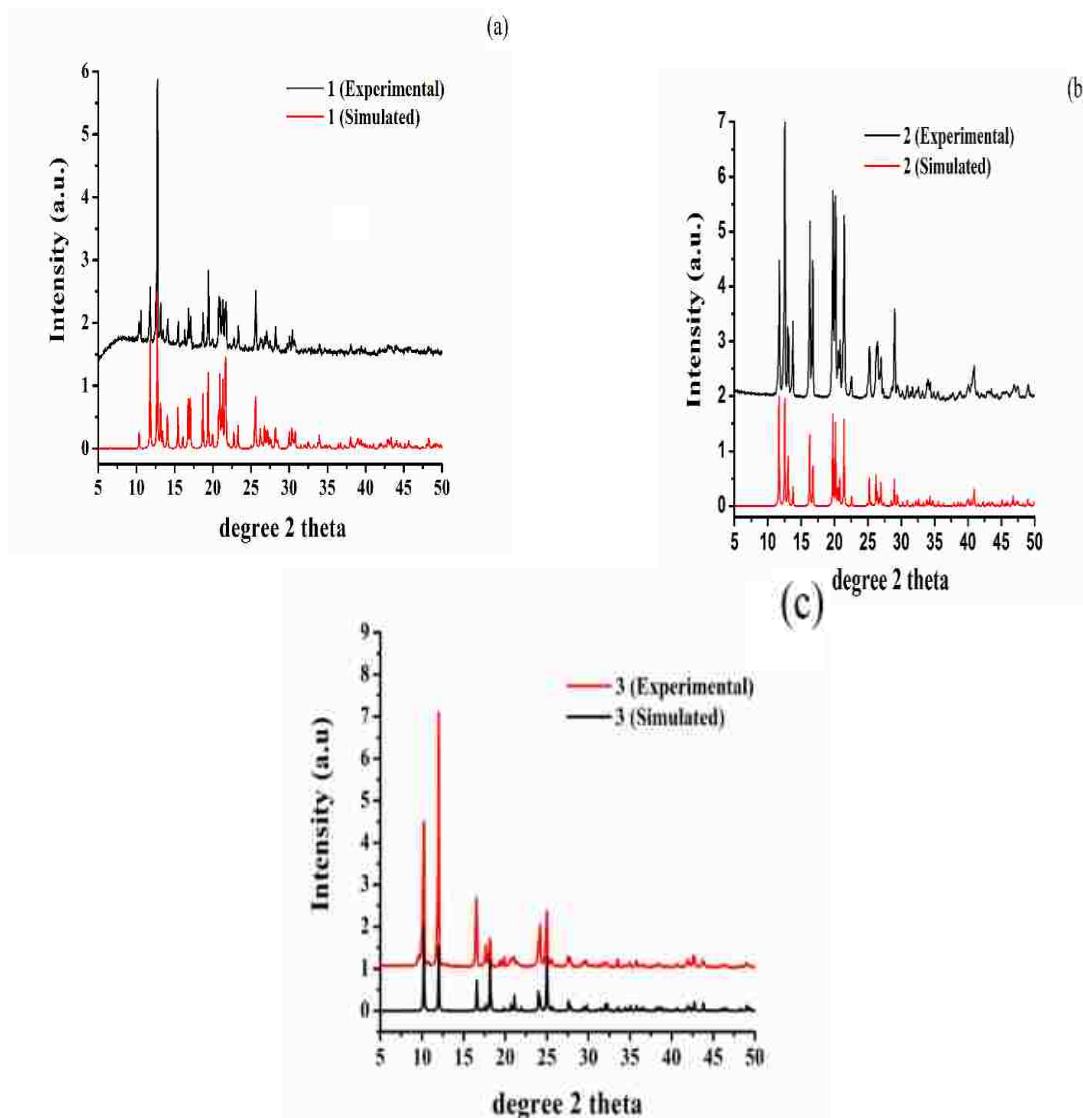 (a)
6
5
4
3
2
1
0
Intensity (a.u.)
1 (Experimental)
1 (Simulated)
5 10 15 20 25 30 35 40 45 50
degree 2 theta
(b
7
6
5
4
3
2
1
0
Intensity (a.u.)
2 (Experimental)
2 (Simulated)
5 10 15 20 25 30 35 40 45 50
degree 2 theta
(c)
9
8
7
6
5
4
3
2
1
0
Intensity (a.u)
3 (Experimental)
3 (Simulated)
5 10 15 20 25 30 35 40 45 50
degree 2 theta